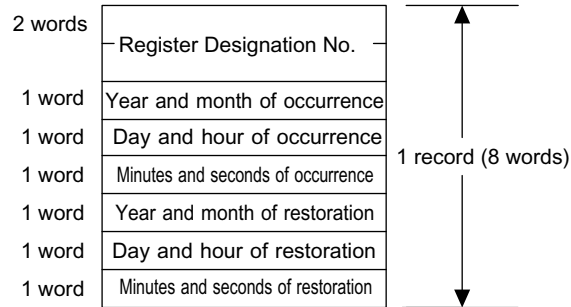 2 words
Register Designation No.
1 word Year and month of occurrence
1 word Day and hour of occurrence
1 word Minutes and seconds of occurrence
1 record (8 words)
1 word Year and month of restoration
1 word Day and hour of restoration
1 word Minutes and seconds of restoration